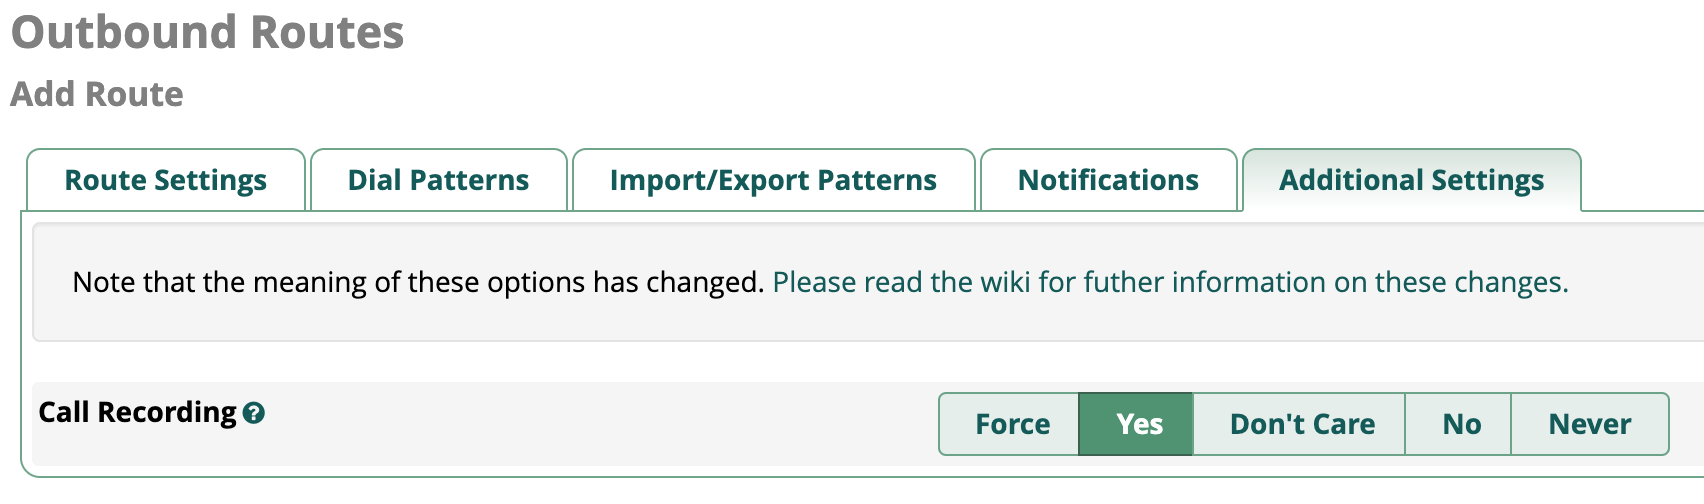 Outbound Routes
Add Route
Route Settings Dial Patterns Import/Export Patterns Notifications Additional Settings
Note that the meaning of these options has changed. Please read the wiki for futher information on these changes.
Call Recording ? Force Yes Don't Care No Never